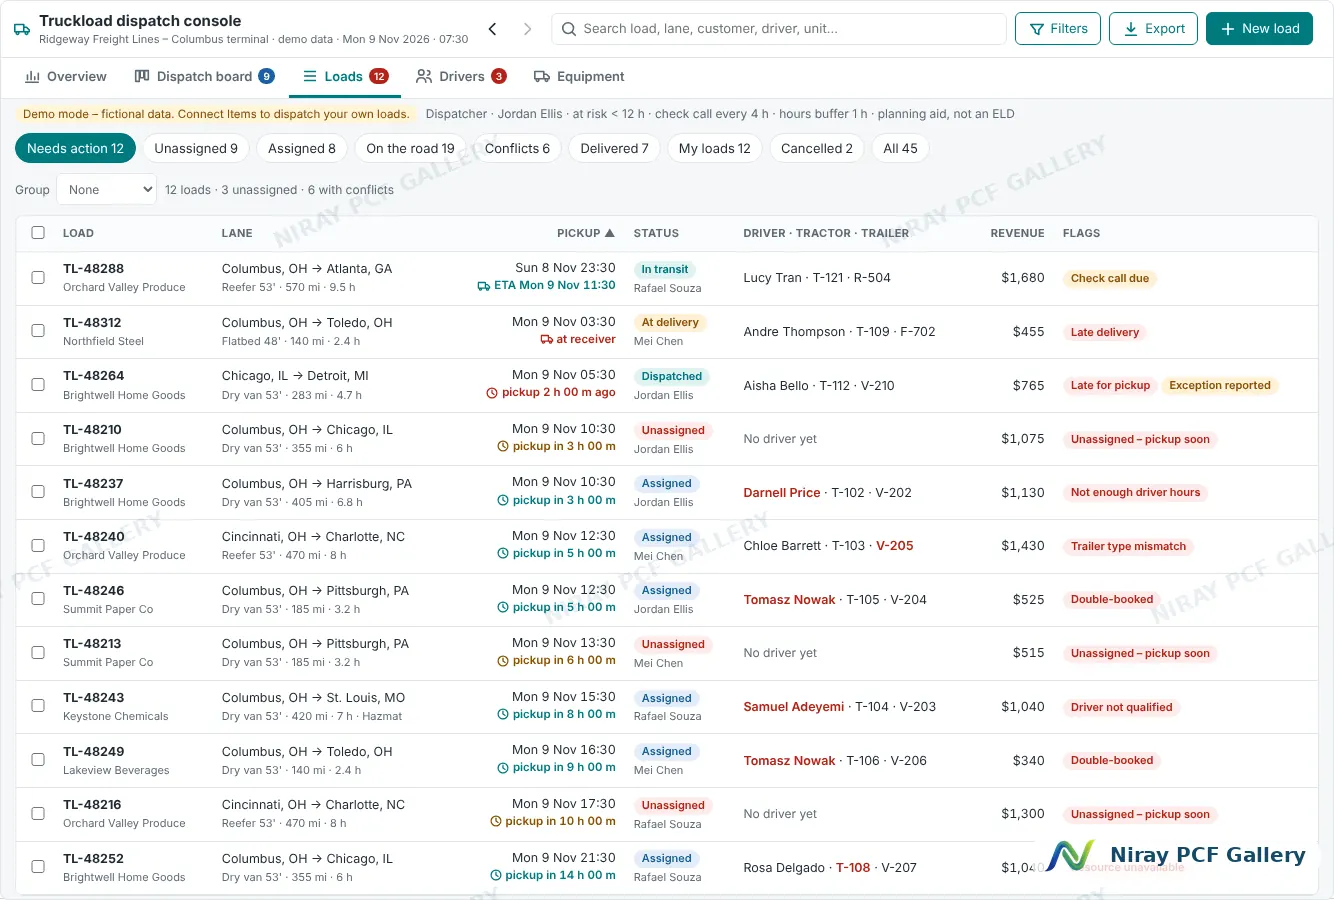 Truckload dispatch console
Ridgeway Freight Lines – Columbus terminal · demo data · Mon 9 Nov 2026 · 07:30
Search load, lane, customer, driver, unit...
Filters
Export
New load
Overview
Dispatch board 9
Loads 12
Drivers 3
Equipment
Demo mode – fictional data. Connect Items to dispatch your own loads.
Dispatcher · Jordan Ellis · at risk < 12 h · check call every 4 h · hours buffer 1 h · planning aid, not an ELD
Needs action 12
Unassigned 9
Assigned 8
On the road 19
Conflicts 6
Delivered 7
My loads 12
Cancelled 2
All 45
Group None 12 loads · 3 unassigned · 6 with conflicts
LOAD LANE PICKUP ▲ STATUS DRIVER · TRACTOR · TRAILER REVENUE FLAGS
TL-48288 Columbus, OH → Atlanta, GA Sun 8 Nov 23:30 In transit Lucy Tran · T-121 · R-504 $1,680 Check call due
Orchard Valley Produce Reefer 53' · 570 mi · 9.5 h ETA Mon 9 Nov 11:30 Rafael Souza
TL-48312 Columbus, OH → Toledo, OH Mon 9 Nov 03:30 At delivery Andre Thompson · T-109 · F-702 $455 Late delivery
Northfield Steel Flatbed 48' · 140 mi · 2.4 h at receiver Mei Chen
TL-48264 Chicago, IL → Detroit, MI Mon 9 Nov 05:30 Dispatched Aisha Bello · T-112 · V-210 $765 Late for pickup Exception reported
Brightwell Home Goods Dry van 53' · 283 mi · 4.7 h pickup 2 h 00 m ago Jordan Ellis
TL-48210 Columbus, OH → Chicago, IL Mon 9 Nov 10:30 Unassigned No driver yet $1,075 Unassigned – pickup soon
Brightwell Home Goods Dry van 53' · 355 mi · 6 h pickup in 3 h 00 m Jordan Ellis
TL-48237 Columbus, OH → Harrisburg, PA Mon 9 Nov 10:30 Assigned Darnell Price · T-102 · V-202 $1,130 Not enough driver hours
Brightwell Home Goods Dry van 53' · 405 mi · 6.8 h pickup in 3 h 00 m Jordan Ellis
TL-48240 Cincinnati, OH → Charlotte, NC Mon 9 Nov 12:30 Assigned Chloe Barrett · T-103 · V-205 $1,430 Trailer type mismatch
Orchard Valley Produce Reefer 53' · 470 mi · 8 h pickup in 5 h 00 m Mei Chen
TL-48246 Columbus, OH → Pittsburgh, PA Mon 9 Nov 12:30 Assigned Tomasz Nowak · T-105 · V-204 $525 Double-booked
Summit Paper Co Dry van 53' · 185 mi · 3.2 h pickup in 5 h 00 m Jordan Ellis
TL-48213 Columbus, OH → Pittsburgh, PA Mon 9 Nov 13:30 Unassigned No driver yet $515 Unassigned – pickup soon
Summit Paper Co Dry van 53' · 185 mi · 3.2 h pickup in 6 h 00 m Mei Chen
TL-48243 Columbus, OH → St. Louis, MO Mon 9 Nov 15:30 Assigned Samuel Adeyemi · T-104 · V-203 $1,040 Driver not qualified
Keystone Chemicals Dry van 53' · 420 mi · 7 h · Hazmat pickup in 8 h 00 m Rafael Souza
TL-48249 Columbus, OH → Toledo, OH Mon 9 Nov 16:30 Assigned Tomasz Nowak · T-106 · V-206 $340 Double-booked
Lakeview Beverages Dry van 53' · 140 mi · 2.4 h pickup in 9 h 00 m Mei Chen
TL-48216 Cincinnati, OH → Charlotte, NC Mon 9 Nov 17:30 Unassigned No driver yet $1,300 Unassigned – pickup soon
Orchard Valley Produce Reefer 53' · 470 mi · 8 h pickup in 10 h 00 m Rafael Souza
TL-48252 Columbus, OH → Chicago, IL Mon 9 Nov 21:30 Assigned Rosa Delgado · T-108 · V-207 $1,040 Resource unavailable
Brightwell Home Goods Dry van 53' · 355 mi · 6 h pickup in 14 h 00 m Rafael Souza
Niray PCF Gallery
NIRAY PCF GALLERY
NIRAY PCF GALLERY
NIRAY PCF GALLERY
NIRAY PCF GALLERY